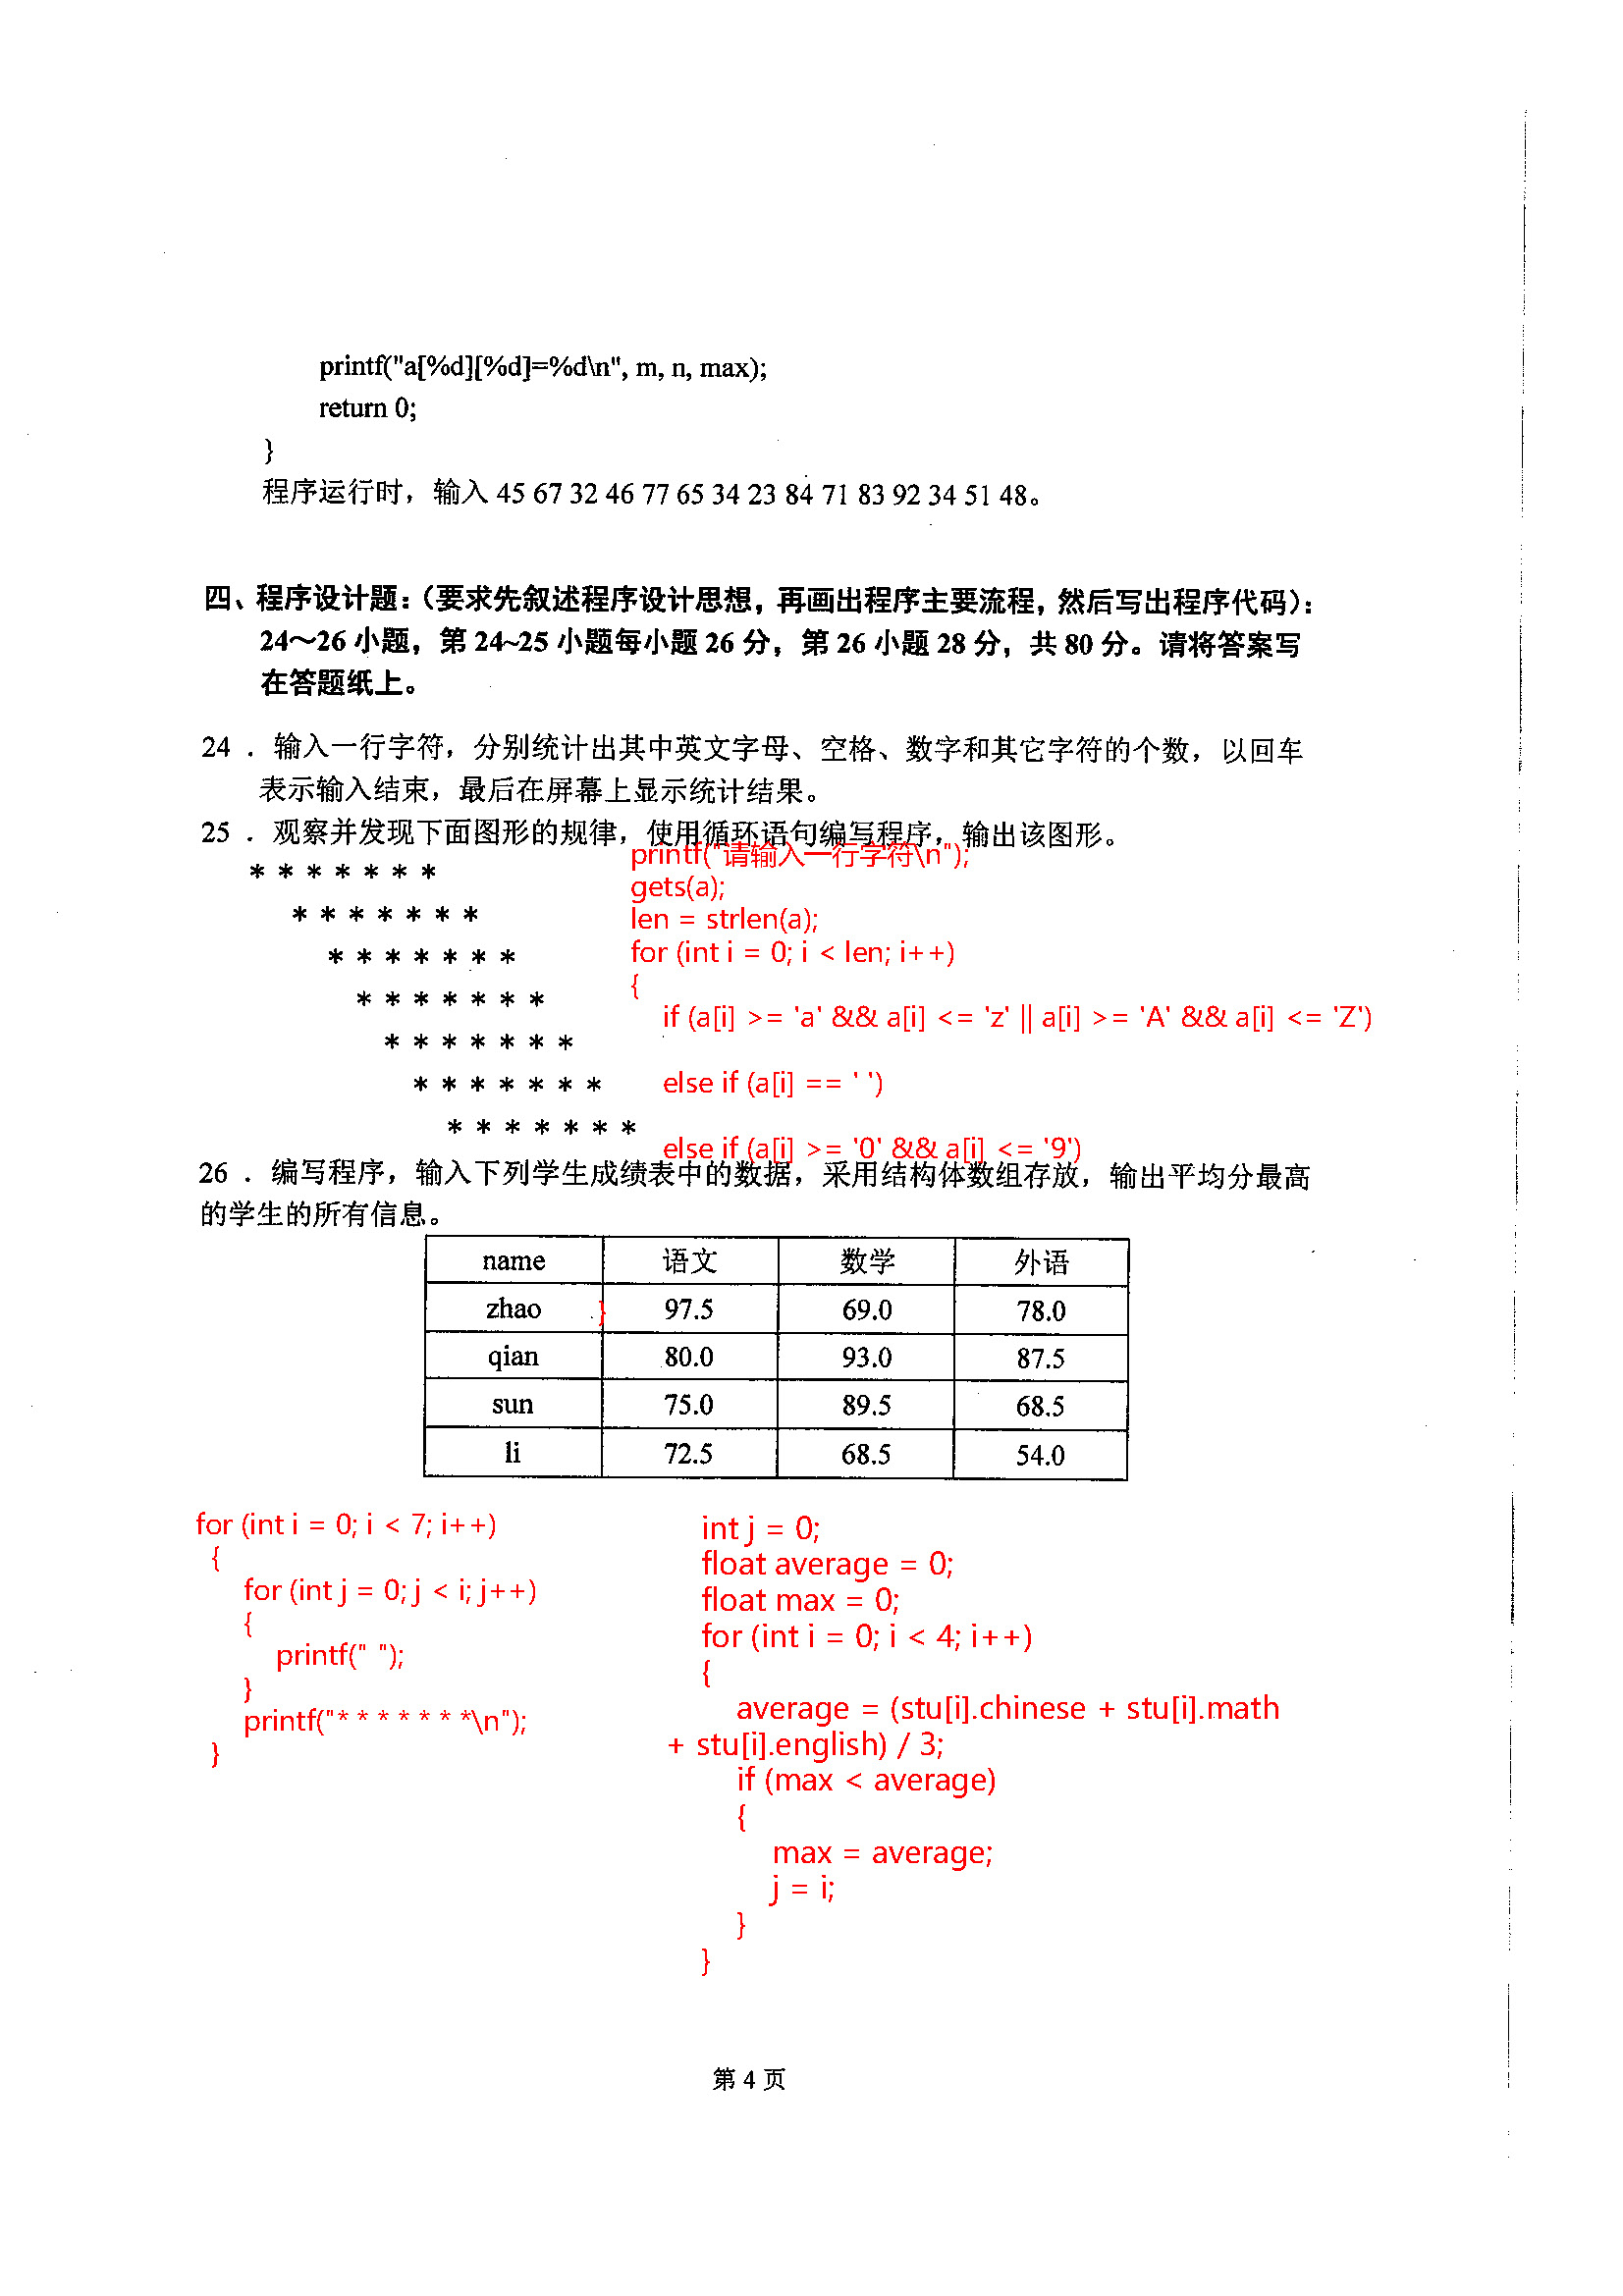 printf("a[%d][%d]=%d\n", m, n, max);
return 0;
}
程序运行时，输入 45 67 32 46 77 65 34 23 84 71 83 92 34 51 48。
四、程序设计题：（要求先叙述程序设计思想，再画出程序主要流程，然后写出程序代码）：
24～26 小题，第 24~25 小题每小题 26 分，第 26 小题 28 分，共 80 分。请将答案写
在答题纸上。
24 ．输入一行字符，分别统计出其中英文字母、空格、数字和其它字符的个数，以回车
表示输入结束，最后在屏幕上显示统计结果。
25 ．观察并发现下面图形的规律，使用循环语句编写程序，输出该图形。
* * * * * * *
* * * * * * *
* * * * * * *
* * * * * * *
* * * * * * *
* * * * * * *
* * * * * * *
printf("请输入一行字符\n");
gets(a);
len = strlen(a);
for (int i = 0; i < len; i++)
{
if (a[i] >= 'a' && a[i] <= 'z' || a[i] >= 'A' && a[i] <= 'Z')
else if (a[i] == ' ')
else if (a[i] >= '0' && a[i] <= '9')
26 ．编写程序，输入下列学生成绩表中的数据，采用结构体数组存放，输出平均分最高
的学生的所有信息。
name 语文 数学 外语
zhao } 97.5 69.0 78.0
qian 80.0 93.0 87.5
sun 75.0 89.5 68.5
li 72.5 68.5 54.0
for (int i = 0; i < 7; i++)
{
for (int j = 0; j < i; j++)
{
printf(" ");
}
printf("* * * * * * *\n");
}
int j = 0;
float average = 0;
float max = 0;
for (int i = 0; i < 4; i++)
{
average = (stu[i].chinese + stu[i].math
+ stu[i].english) / 3;
if (max < average)
{
max = average;
j = i;
}
}
第 4 页